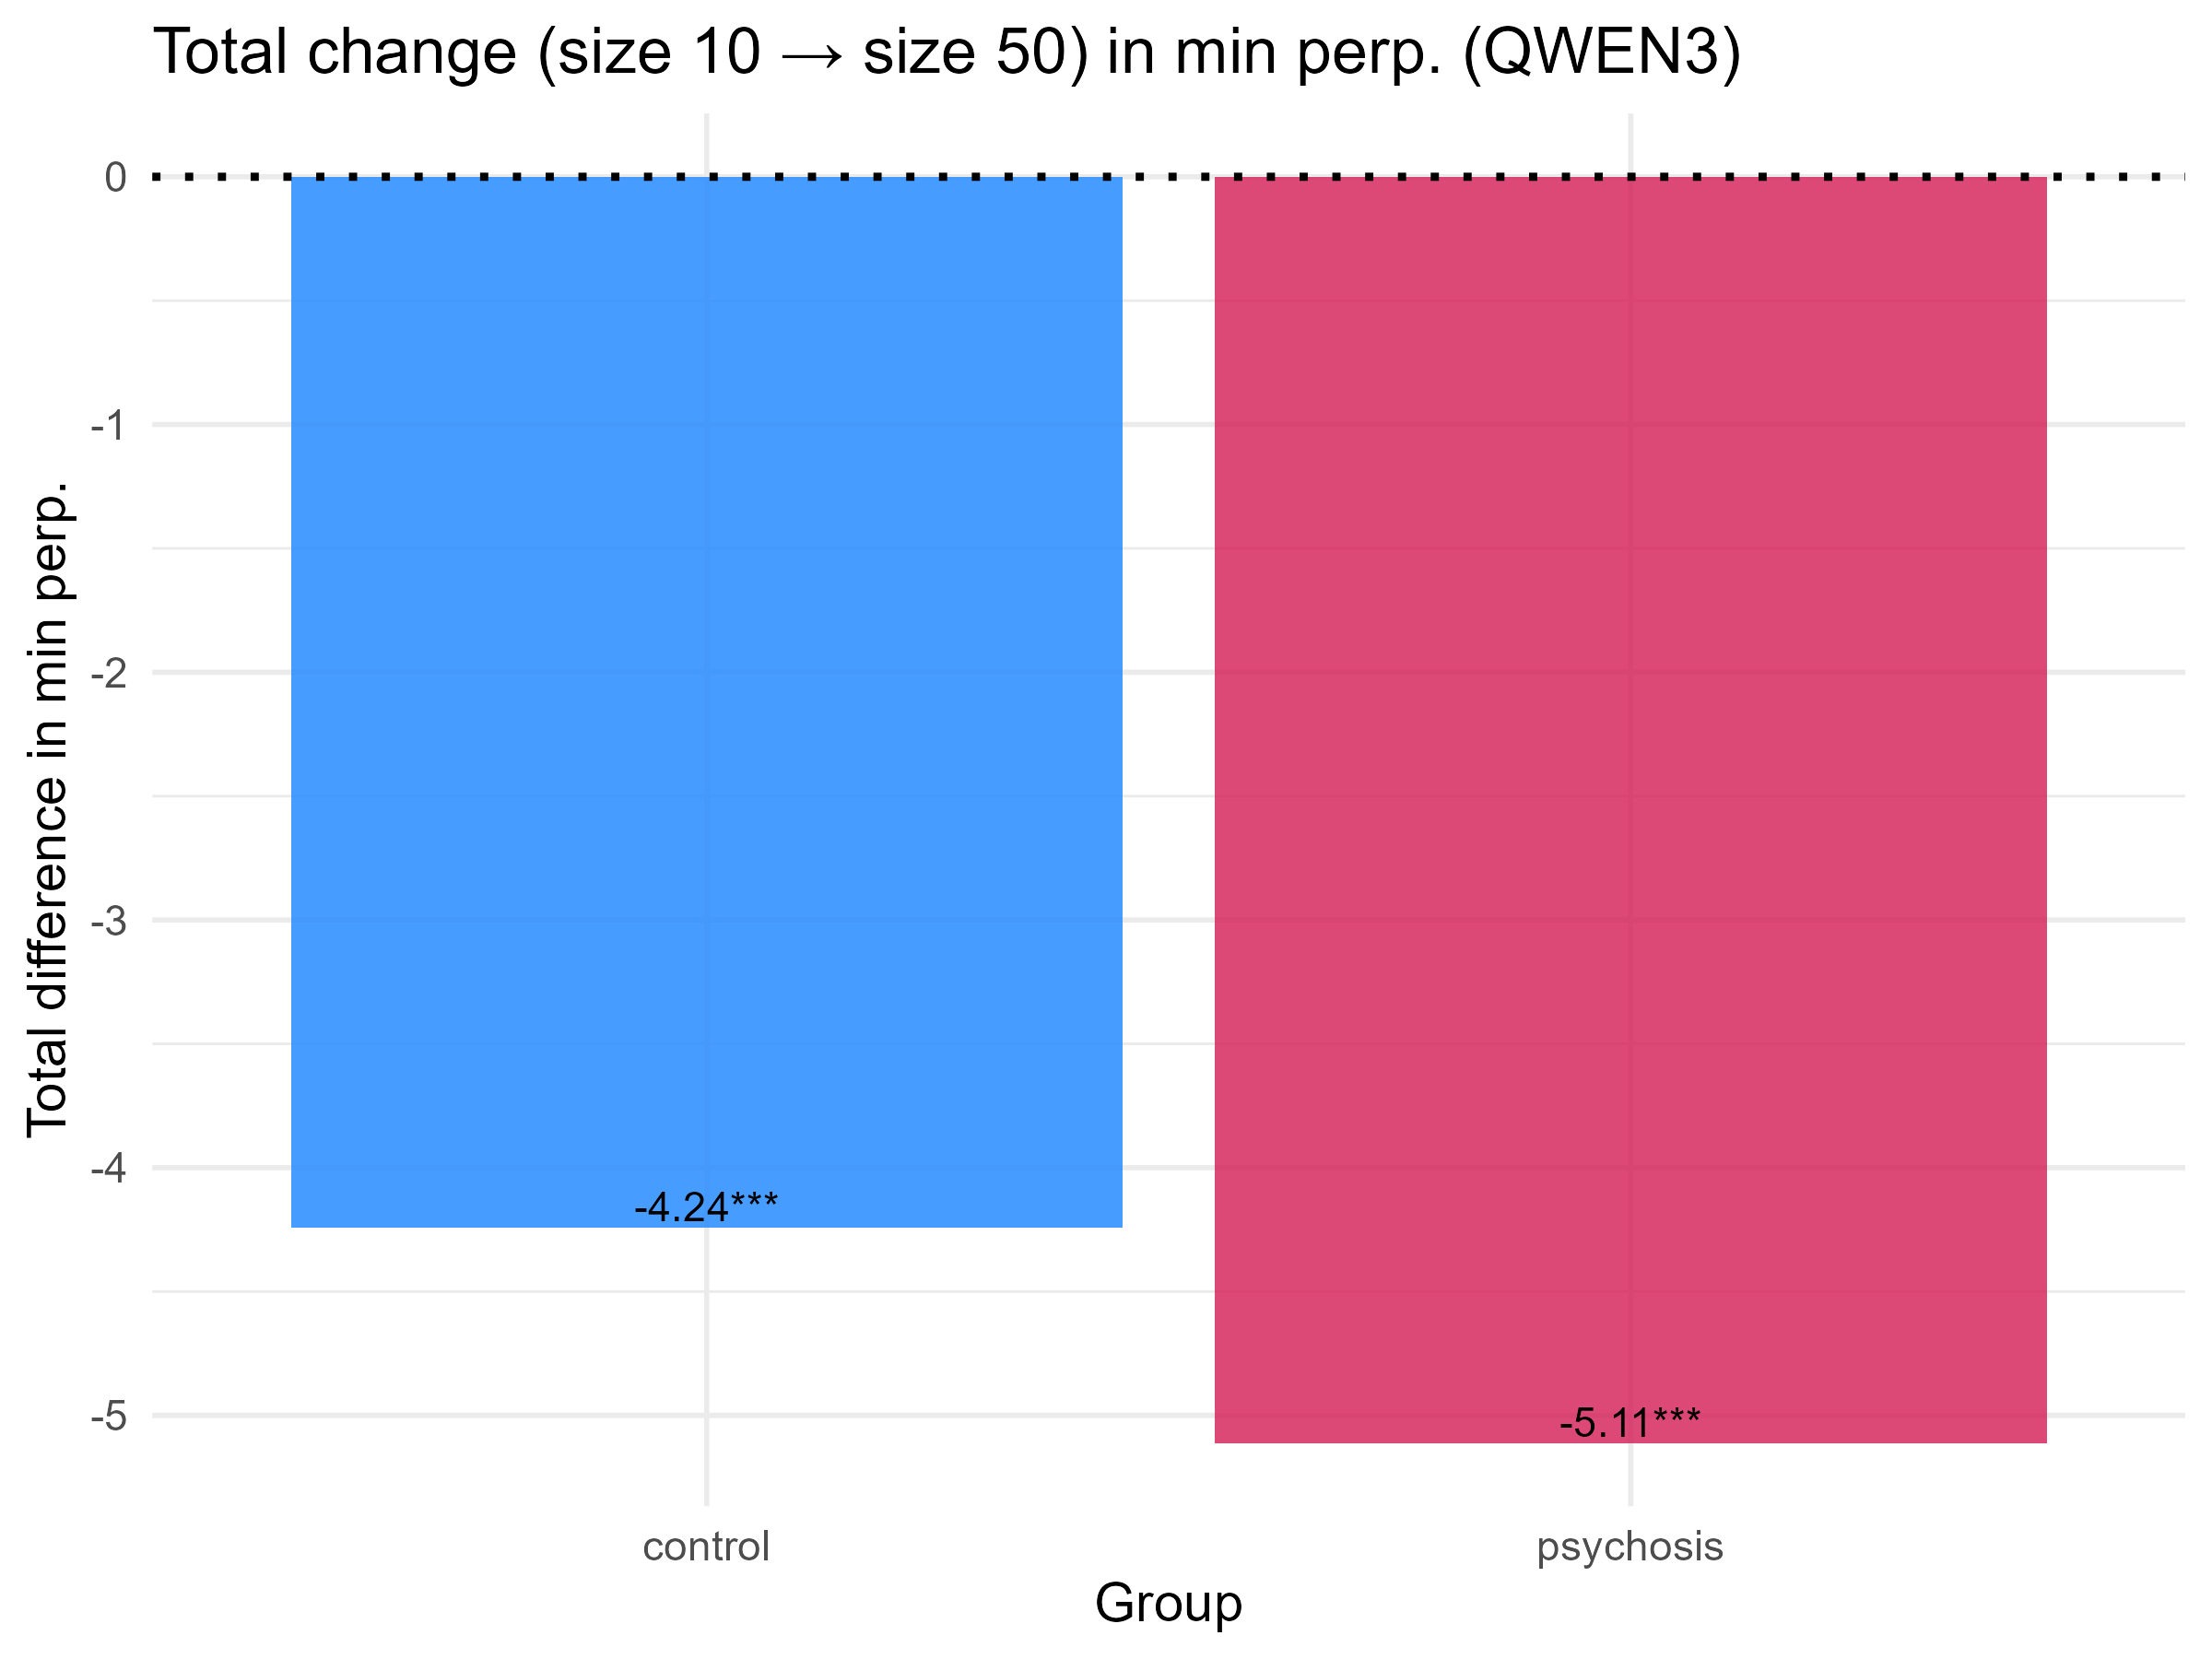 Total change (size 10 → size 50) in min perp. (QWEN3)
Total difference in min perp.
0
-1
-2
-3
-4
-5
-4.24***
-5.11***
control
psychosis
Group